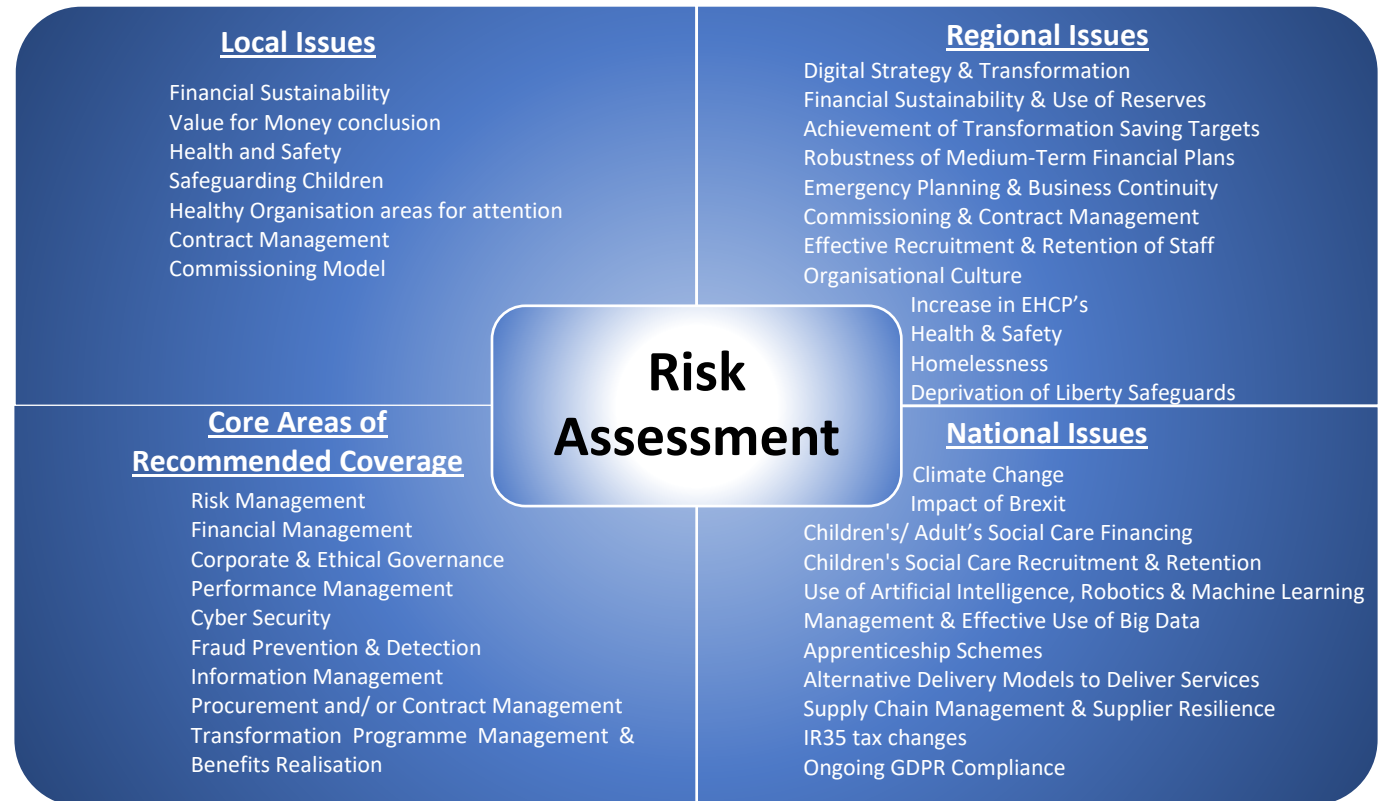 Local Issues
Financial Sustainability
Value for Money conclusion
Health and Safety
Safeguarding Children
Healthy Organisation areas for attention
Contract Management
Commissioning Model
Regional Issues
Digital Strategy & Transformation
Financial Sustainability & Use of Reserves
Achievement of Transformation Saving Targets
Robustness of Medium-Term Financial Plans
Emergency Planning & Business Continuity
Commissioning & Contract Management
Effective Recruitment & Retention of Staff
Organisational Culture
Increase in EHCP’s
Health & Safety
Homelessness
Deprivation of Liberty Safeguards
Risk
Assessment
Core Areas of
Recommended Coverage
Risk Management
Financial Management
Corporate & Ethical Governance
Performance Management
Cyber Security
Fraud Prevention & Detection
Information Management
Procurement and/ or Contract Management
Transformation Programme Management &
Benefits Realisation
National Issues
Climate Change
Impact of Brexit
Children's/ Adult’s Social Care Financing
Children's Social Care Recruitment & Retention
Use of Artificial Intelligence, Robotics & Machine Learning
Management & Effective Use of Big Data
Apprenticeship Schemes
Alternative Delivery Models to Deliver Services
Supply Chain Management & Supplier Resilience
IR35 tax changes
Ongoing GDPR Compliance